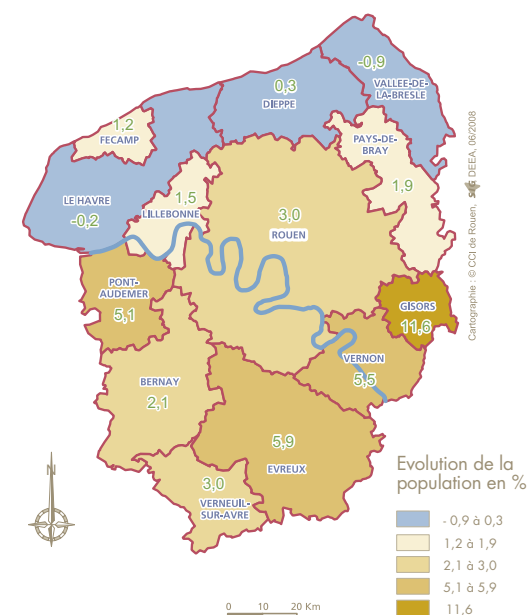 -0,9
VALLEE-DE-
LA-BRESLE
0,3
DIEPPE
1,2
FECAMP
PAYS-DE-
BRAY
1,9
LE HAVRE
-0,2
1,5
LILLEBONNE
3,0
ROUEN
PONT-
AUDEMER
5,1
GISORS
11,6
VERNON
5,5
BERNAY
2,1
5,9
EVREUX
3,0
VERNEUIL-
SUR-AVRE
N
0 10 20 Km
Evolution de la
population en %
- 0,9 à 0,3
1,2 à 1,9
2,1 à 3,0
5,1 à 5,9
11,6
Cartographie : © CCI de Rouen, SIG DEEA, 06/2008